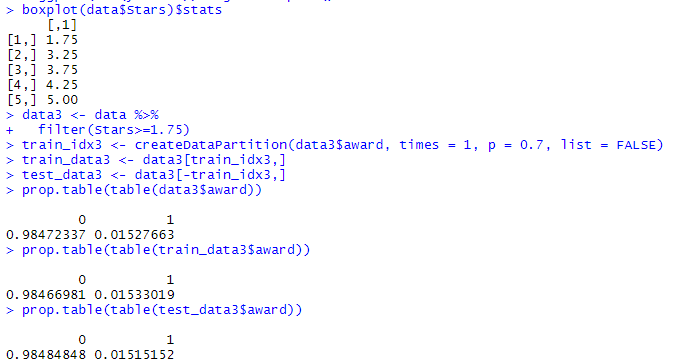 > boxplot(data$Stars)$stats
     [,1]
[1,] 1.75
[2,] 3.25
[3,] 3.75
[4,] 4.25
[5,] 5.00
> data3 <- data %>%
+   filter(Stars>=1.75)
> train_idx3 <- createDataPartition(data3$award, times = 1, p = 0.7, list = FALSE)
> train_data3 <- data3[train_idx3,]
> test_data3 <- data3[-train_idx3,]
> prop.table(table(data3$award))
         0          1
0.98472337 0.01527663
> prop.table(table(train_data3$award))
         0          1
0.98466981 0.01533019
> prop.table(table(test_data3$award))
         0          1
0.98484848 0.01515152